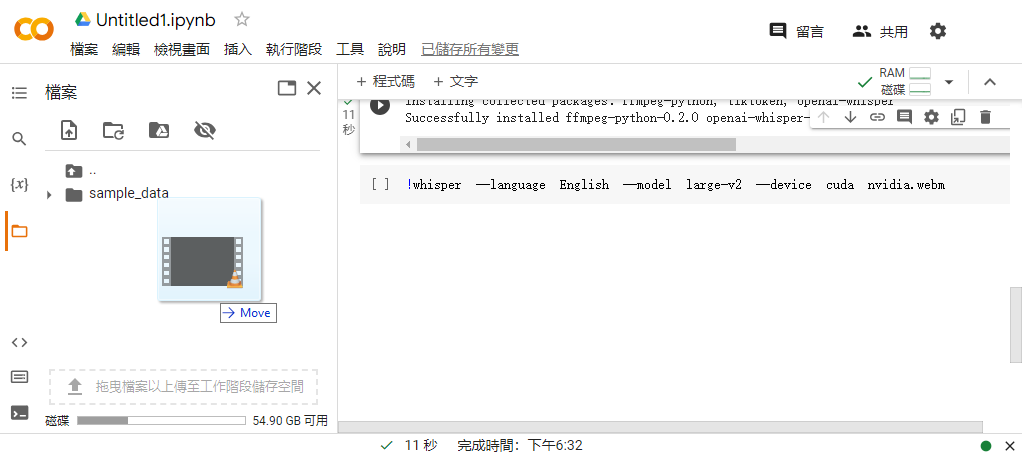 Untitled1.ipynb
檔案 編輯 檢視畫面 插入 執行階段 工具 說明 已儲存所有變更
留言 共用
檔案
+ 程式碼 + 文字
RAM
磁碟
..
sample_data
Move
拖曳檔案以上傳至工作階段儲存空間
磁碟 54.90 GB 可用
11
秒
Installing collected packages: ffmpeg-python, tiktoken, openai-whisper
Successfully installed ffmpeg-python-0.2.0 openai-whisper-
[ ] !whisper --language English --model large-v2 --device cuda nvidia.webm
{x}
11 秒 完成時間：下午6:32